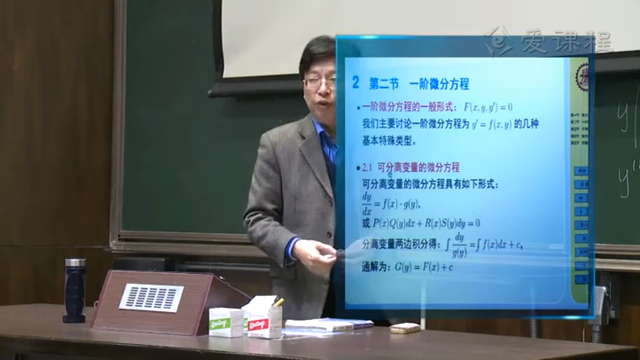 爱课程
2 第二节 一阶微分方程
•一阶微分方程的一般形式: F(x, y, y′) = 0
我们主要讨论一阶微分方程为 y′ = f(x, y) 的几种
基本特殊类型。
•2.1 可分离变量的微分方程
可分离变量的微分方程具有如下形式:
dy/dx = f(x) · g(y)、
或 P(x)Q(y)dx + R(x)S(y)dy = 0
分离变量两边积分得: ∫ dy/g(y) = ∫ f(x)dx + c,
通解为: G(y) = F(x) + c